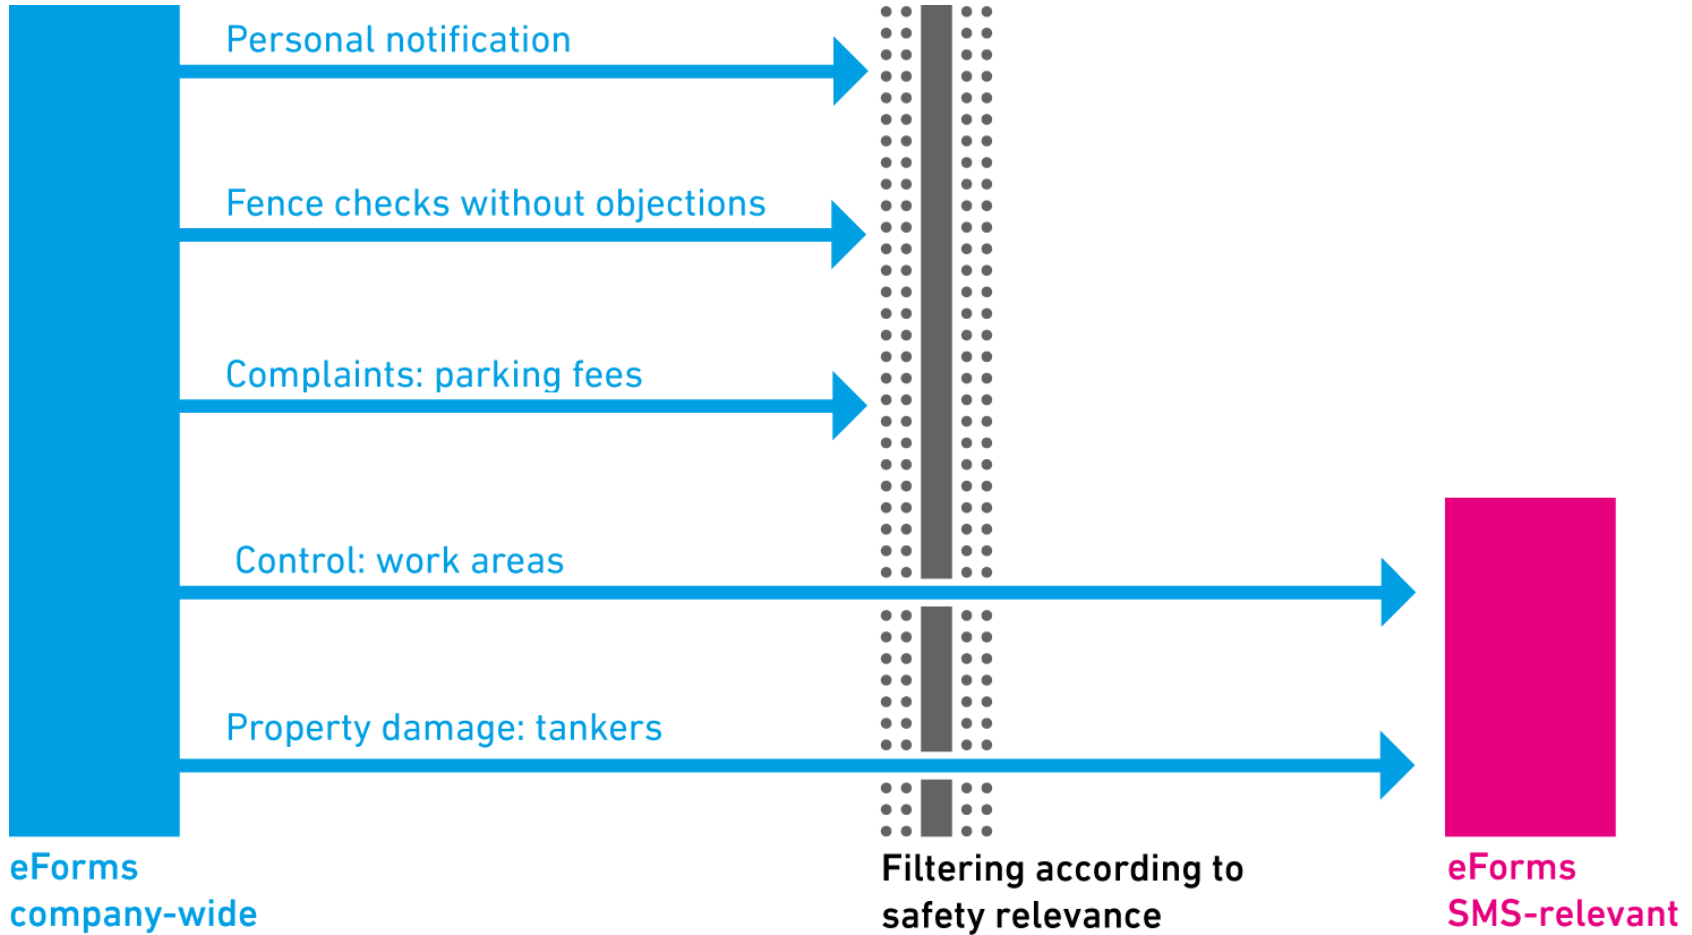 Personal notification
Fence checks without objections
Complaints: parking fees
Control: work areas
Property damage: tankers
eForms
company-wide
Filtering according to
safety relevance
eForms
SMS-relevant